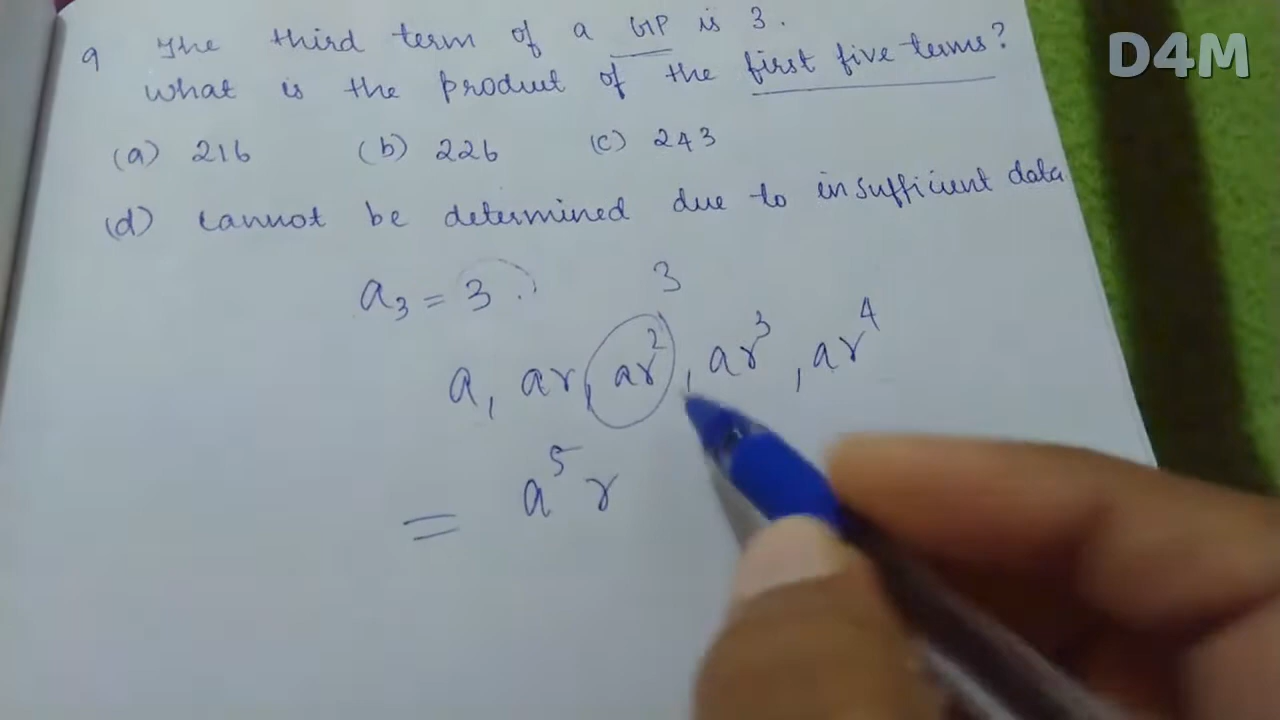 D4M
9 The third term of a GP is 3.
what is the product of the first five terms?
(a) 216 (b) 226 (c) 243
(d) cannot be determined due to insufficient data
a₃ = 3
3
a, ar, ar², ar³, ar⁴
= a⁵ r